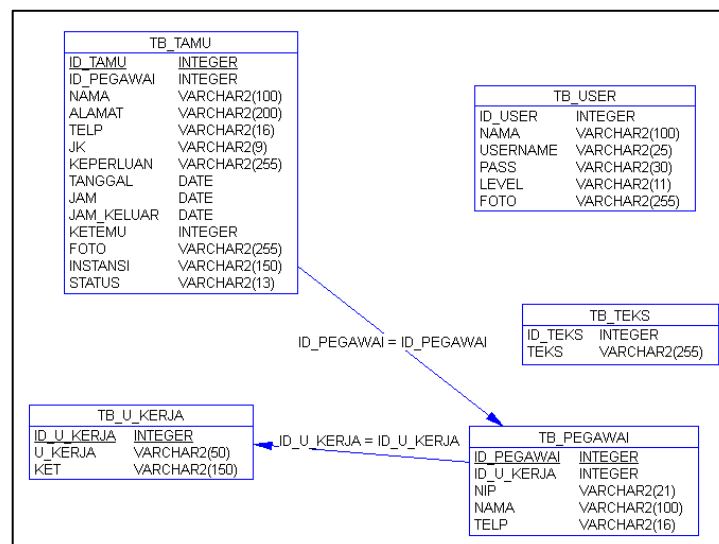 TB_TAMU
ID_TAMU INTEGER
ID_PEGAWAI INTEGER
NAMA VARCHAR2(100)
ALAMAT VARCHAR2(200)
TELP VARCHAR2(16)
JK VARCHAR2(9)
KEPERLUAN VARCHAR2(255)
TANGGAL DATE
JAM DATE
JAM_KELUAR DATE
KETEMU INTEGER
FOTO VARCHAR2(255)
INSTANSI VARCHAR2(150)
STATUS VARCHAR2(13)
TB_USER
ID_USER INTEGER
NAMA VARCHAR2(100)
USERNAME VARCHAR2(25)
PASS VARCHAR2(30)
LEVEL VARCHAR2(11)
FOTO VARCHAR2(255)
TB_TEKS
ID_TEKS INTEGER
TEKS VARCHAR2(255)
ID_PEGAWAI = ID_PEGAWAI
TB_U_KERJA
ID_U_KERJA INTEGER
U_KERJA VARCHAR2(50)
KET VARCHAR2(150)
ID_U_KERJA = ID_U_KERJA
TB_PEGAWAI
ID_PEGAWAI INTEGER
ID_U_KERJA INTEGER
NIP VARCHAR2(21)
NAMA VARCHAR2(100)
TELP VARCHAR2(16)